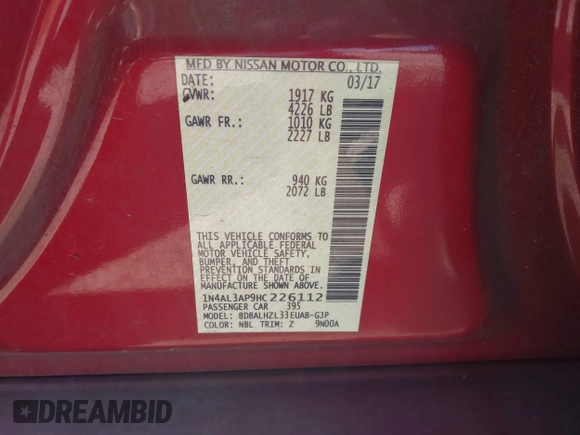 MFD BY NISSAN MOTOR CO., LTD.
DATE: 03/17
GVWR: 1917 KG
4226 LB
GAWR FR.: 1010 KG
2227 LB
GAWR RR.: 940 KG
2072 LB
THIS VEHICLE CONFORMS TO
ALL APPLICABLE FEDERAL
MOTOR VEHICLE SAFETY,
BUMPER, AND THEFT
PREVENTION STANDARDS
IN EFFECT ON THE DATE OF
MANUFACTURE SHOWN ABOVE.
1N4AL3AP9HC226112
PASSENGER CAR 395
MODEL: BDBALHZL33EUA8-GJP
COLOR: NBL TRIM: Z 9N00A
DREAMBID